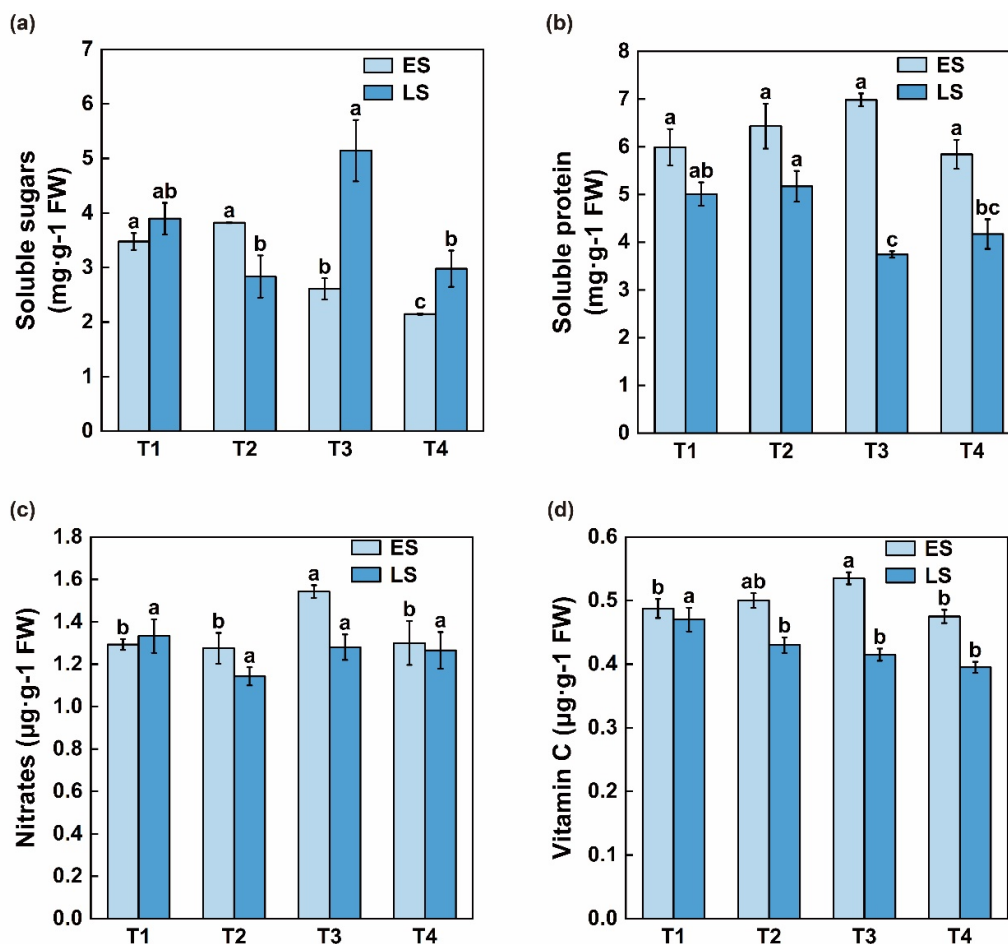 (a)
Soluble sugars
(mg·g-1 FW)
7
6
5
4
3
2
1
0
ES
LS
a
ab
a
b
b
a
c
b
T1 T2 T3 T4
(b)
Soluble protein
(mg·g-1 FW)
8
7
6
5
4
3
2
1
0
ES
LS
a
ab
a
a
a
c
a
bc
T1 T2 T3 T4
(c)
Nitrates (μg·g-1 FW)
1.8
1.6
1.4
1.2
1.0
0.8
0.6
0.4
0.2
0.0
ES
LS
b
a
b
a
a
a
b
a
T1 T2 T3 T4
(d)
Vitamin C (μg·g-1 FW)
0.6
0.5
0.4
0.3
0.2
0.1
0.0
ES
LS
b
a
ab
b
a
b
b
b
T1 T2 T3 T4